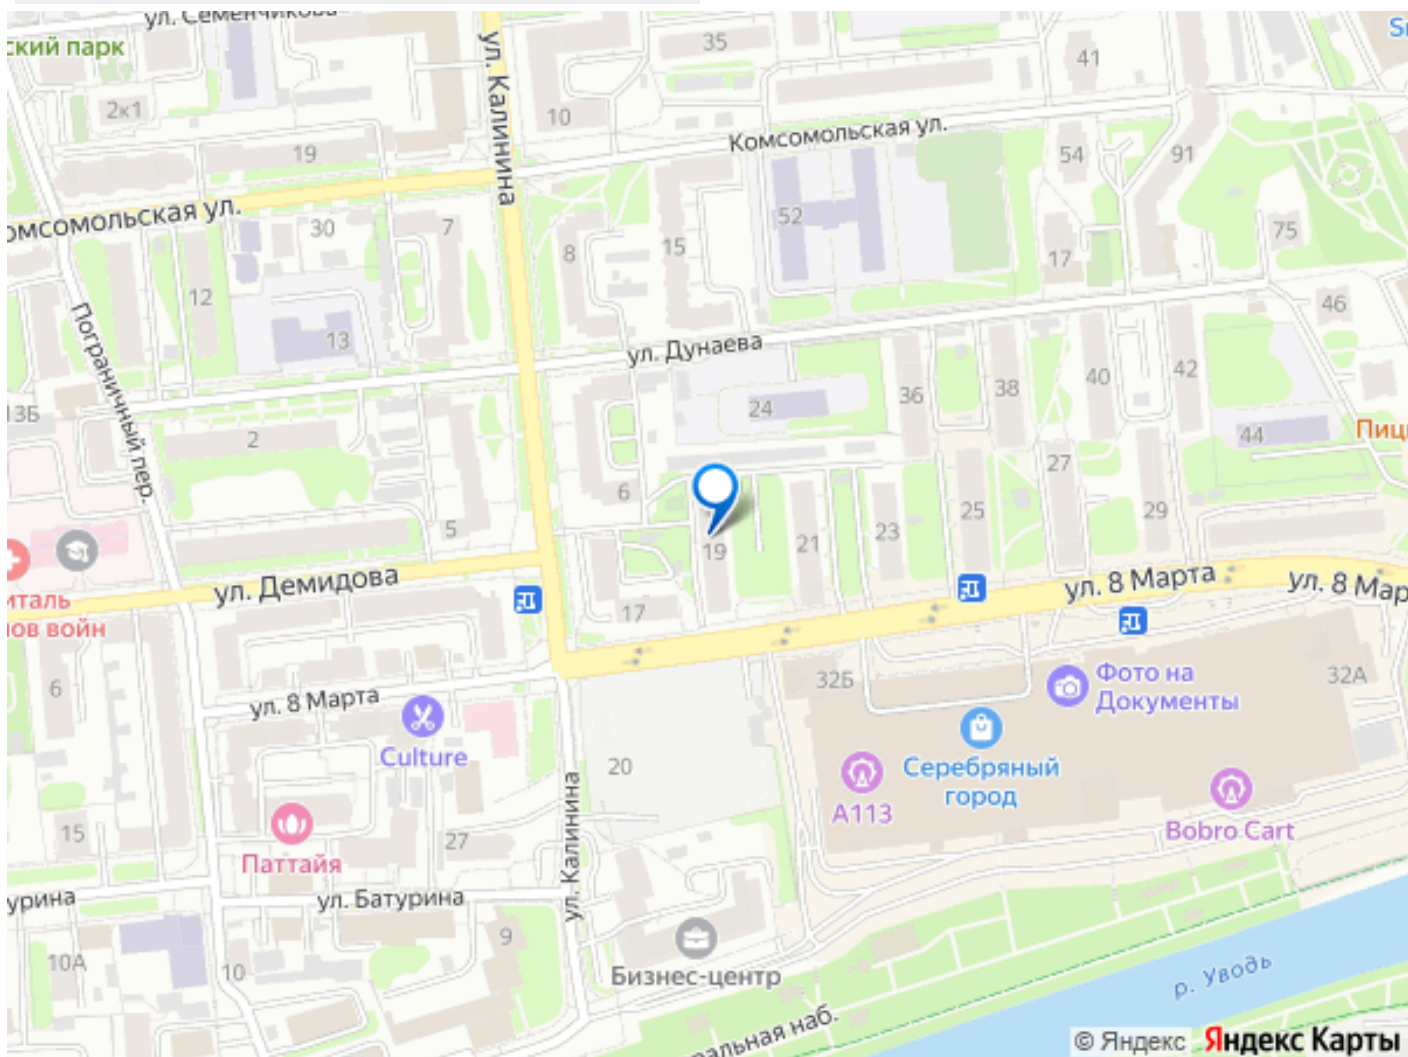 ул. Семенчикова
ский парк
ул. Калинина
35
41
2к1
10
Комсомольская ул.
19
54
91
омсомольская ул.
30
7
8
15
52
75
17
12
13
46
Пограничный пер.
ул. Дунаева
36
38
40
42
13Б
2
24
44
Пиц
6
27
5
19
21
23
25
29
ул. Демидова
ул. 8 Марта
ул. 8 Мар
италь
нов войн
17
6
ул. 8 Марта
32Б
Фото на
Документы
32А
Culture
20
Серебряный
город
А113
Bobro Cart
15
Паттайя
27
ул. Калинина
урина
ул. Батурина
9
10А
10
Бизнес-центр
р. Уводь
ральная наб.
© Яндекс Яндекс Карты